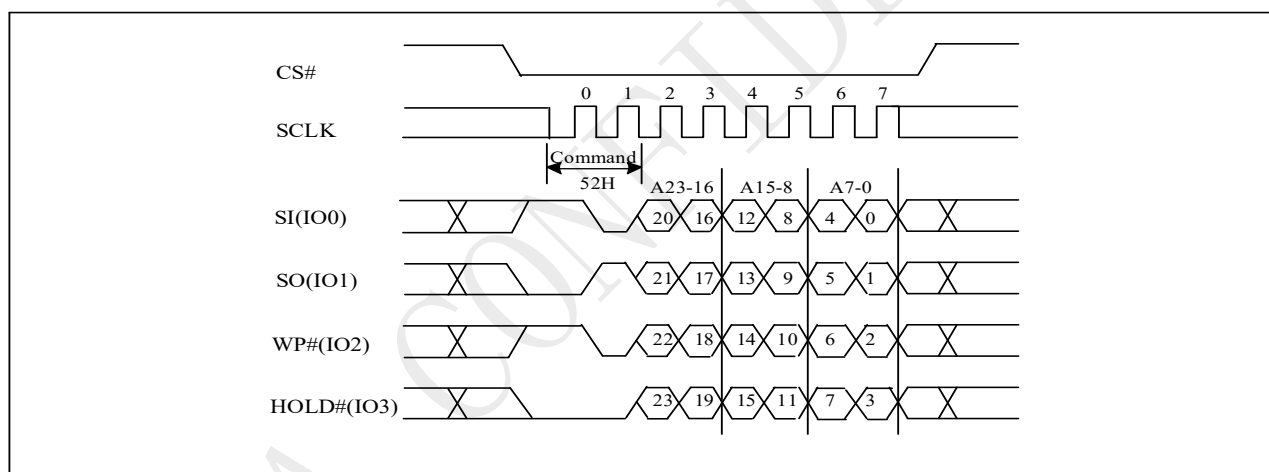 CS#
0 1 2 3 4 5 6 7
SCLK
Command
52H
A23-16 A15-8 A7-0
SI(IO0) 20 16 12 8 4 0
SO(IO1) 21 17 13 9 5 1
WP#(IO2) 22 18 14 10 6 2
HOLD#(IO3) 23 19 15 11 7 3